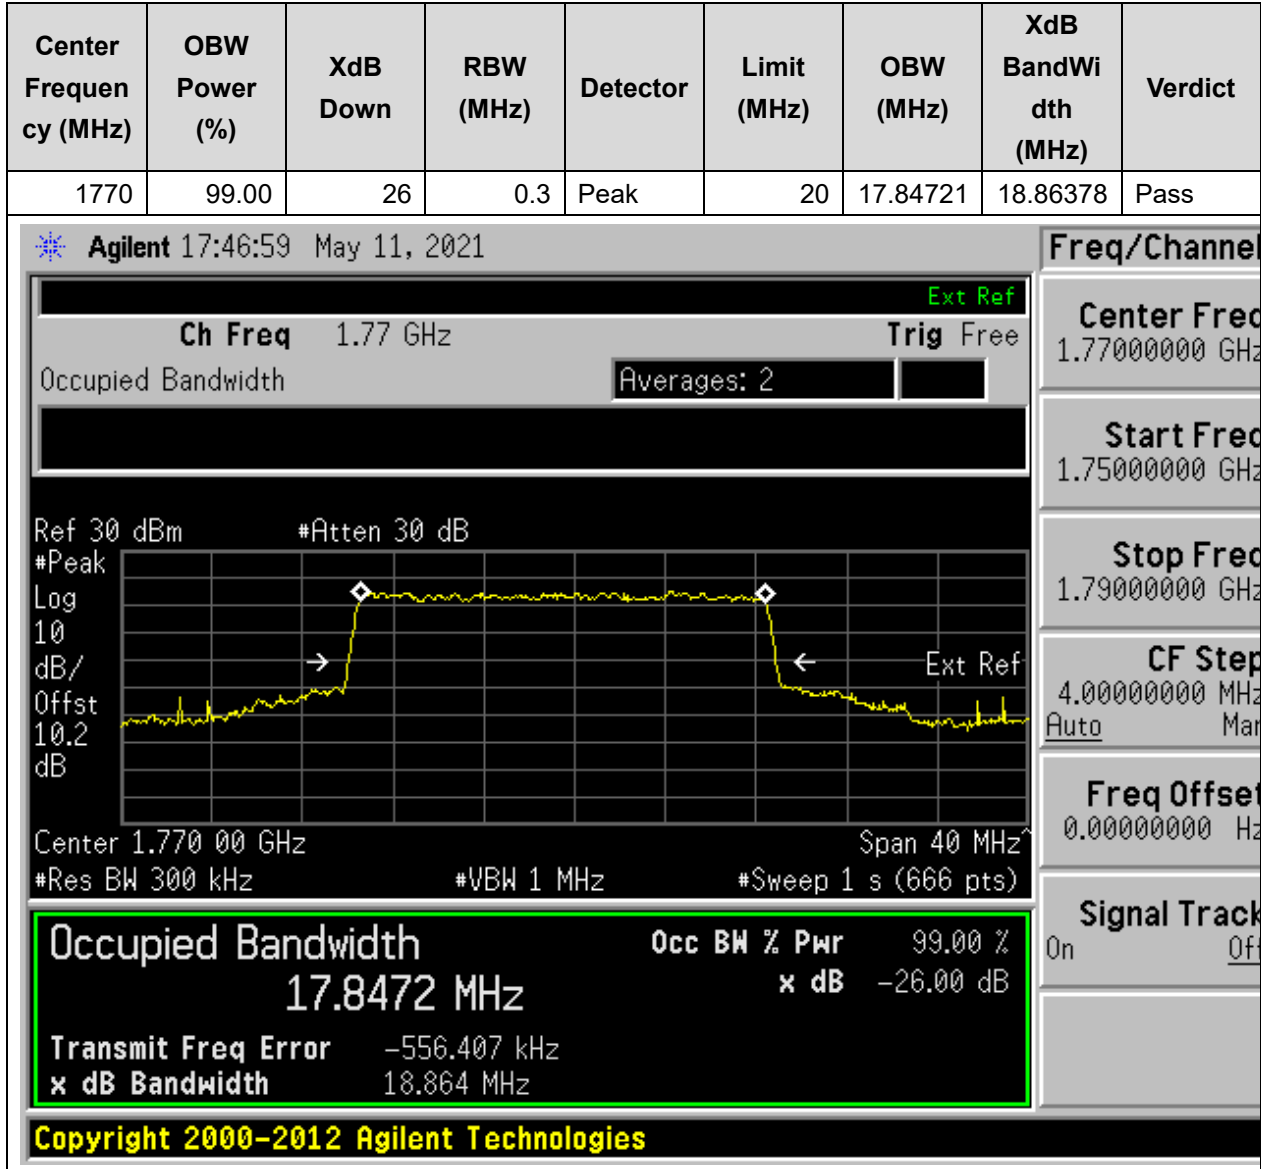 Center Frequen cy (MHz) OBW Power (%) XdB Down RBW (MHz) Detector Limit (MHz) OBW (MHz) XdB BandWi dth (MHz) Verdict
1770 99.00 26 0.3 Peak 20 17.84721 18.86378 Pass
Agilent 17:46:59 May 11, 2021 Freq/Channel
Ext Ref
Ch Freq 1.77 GHz Trig Free
Occupied Bandwidth Averages: 2
Center Freq
1.77000000 GHz
Start Freq
1.75000000 GHz
Stop Freq
1.79000000 GHz
CF Step
4.00000000 MHz
Auto Man
Freq Offset
0.00000000 Hz
Signal Track
On Off
Ref 30 dBm #Atten 30 dB
#Peak
Log
10
dB/
Offst
10.2
dB
Ext Ref
Center 1.770 00 GHz Span 40 MHz^
#Res BW 300 kHz #VBW 1 MHz #Sweep 1 s (666 pts)
Occupied Bandwidth Occ BW % Pwr 99.00 %
17.8472 MHz x dB -26.00 dB
Transmit Freq Error -556.407 kHz
x dB Bandwidth 18.864 MHz
Copyright 2000-2012 Agilent Technologies